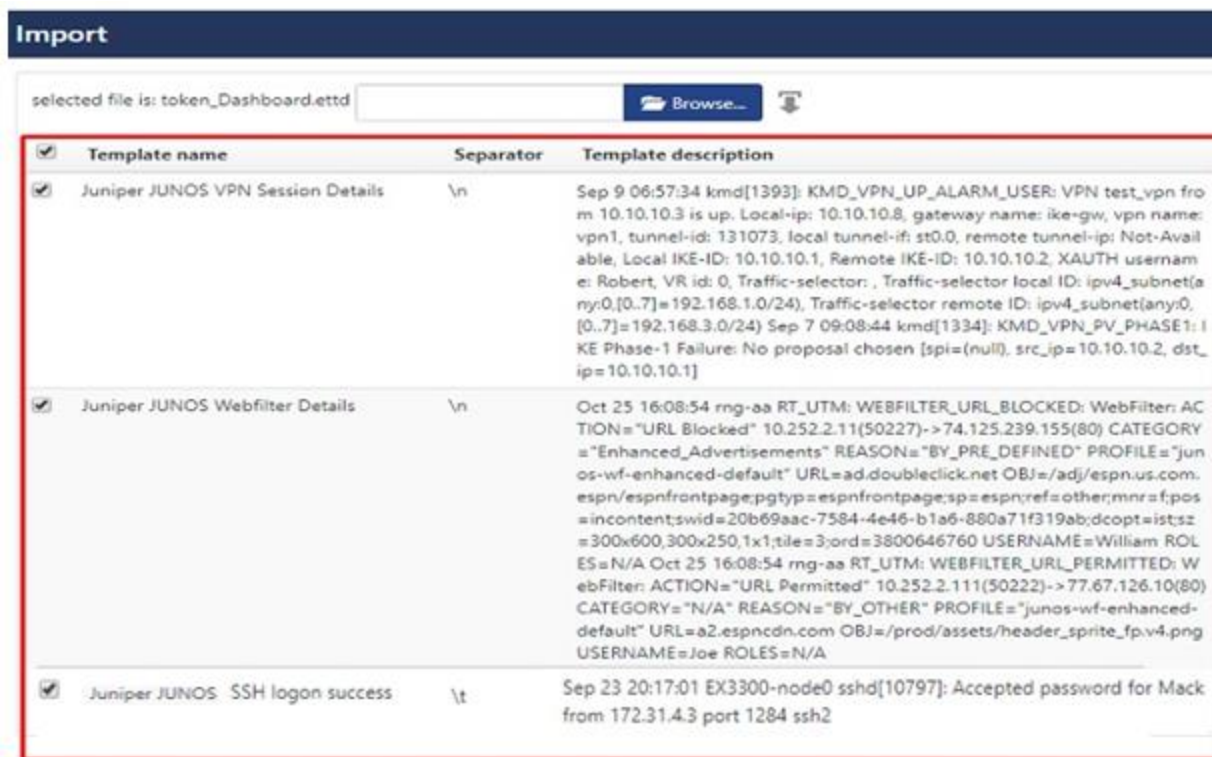 Import
selected file is: token_Dashboard.ettd
Browse...
Template name Separator Template description
Juniper JUNOS VPN Session Details \n Sep 9 06:57:34 kmd[1393]: KMD_VPN_UP_ALARM_USER: VPN test_vpn fro
m 10.10.10.3 is up. Local-ip: 10.10.10.8, gateway name: ike-gw, vpn name:
vpn1, tunnel-id: 131073, local tunnel-if: st0.0, remote tunnel-ip: Not-Avail
able, Local IKE-ID: 10.10.10.1, Remote IKE-ID: 10.10.10.2, XAUTH usernam
e: Robert, VR id: 0, Traffic-selector: , Traffic-selector local ID: ipv4_subnet(a
ny:0,[0..7]=192.168.1.0/24), Traffic-selector remote ID: ipv4_subnet(any:0,
[0..7]=192.168.3.0/24) Sep 7 09:08:44 kmd[1334]: KMD_VPN_PV_PHASE1: I
KE Phase-1 Failure: No proposal chosen [spi=(null), src_ip=10.10.10.2, dst_
ip=10.10.10.1]
Juniper JUNOS Webfilter Details \n Oct 25 16:08:54 rng-aa RT_UTM: WEBFILTER_URL_BLOCKED: WebFilter: AC
TION="URL Blocked" 10.252.2.11(50227)->74.125.239.155(80) CATEGORY
="Enhanced_Advertisements" REASON="BY_PRE_DEFINED" PROFILE="jun
os-wf-enhanced-default" URL=ad.doubleclick.net OBJ=/adj/espn.us.com.
espn/espnfrontpage;pgtyp=espnfrontpage;sp=espn;ref=other;mnr=f;pos
=incontent;swid=20b69aac-7584-4e46-b1a6-880a71f319ab;dcopt=ist;sz
=300x600,300x250,1x1;tile=3;ord=3800646760 USERNAME=William ROL
ES=N/A Oct 25 16:08:54 rng-aa RT_UTM: WEBFILTER_URL_PERMITTED: W
ebFilter: ACTION="URL Permitted" 10.252.2.111(50222)->77.67.126.10(80)
CATEGORY="N/A" REASON="BY_OTHER" PROFILE="junos-wf-enhanced-
default" URL=a2.espncdn.com OBJ=/prod/assets/header_sprite_fp.v4.png
USERNAME=Joe ROLES=N/A
Juniper JUNOS SSH logon success \t Sep 23 20:17:01 EX3300-node0 sshd[10797]: Accepted password for Mack
from 172.31.4.3 port 1284 ssh2